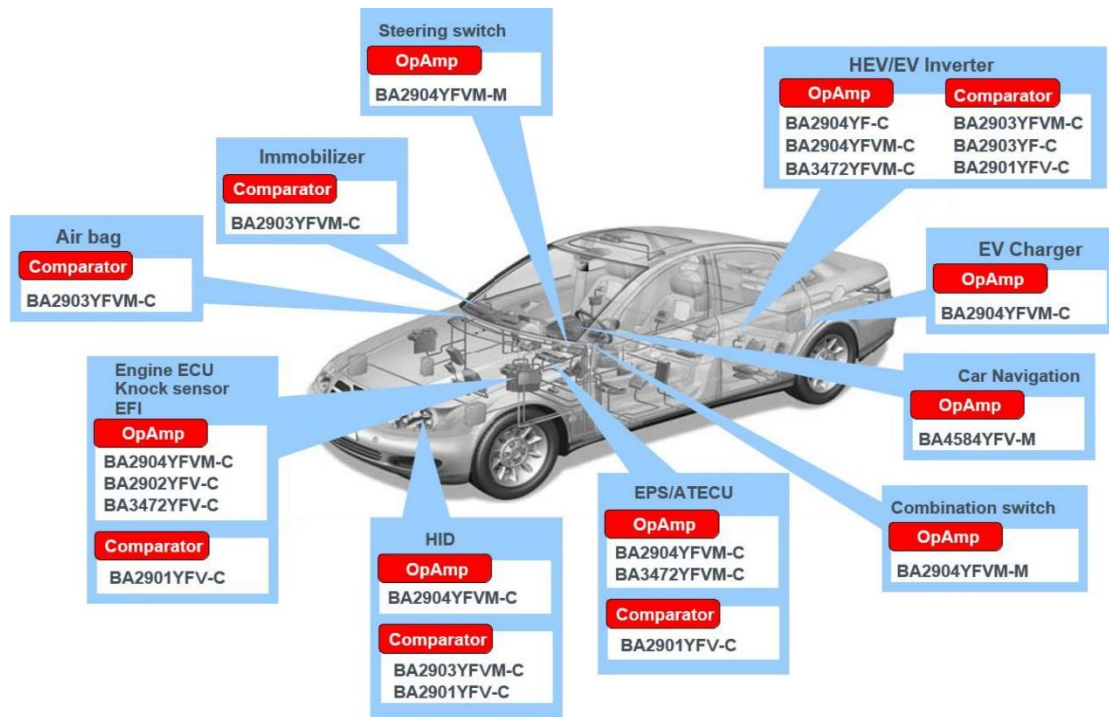 Steering switch
OpAmp
BA2904YFVM-M
HEV/EV Inverter
OpAmp
BA2904YF-C
BA2904YFVM-C
BA3472YFVM-C
Comparator
BA2903YFVM-C
BA2903YF-C
BA2901YFV-C
Immobilizer
Comparator
BA2903YFVM-C
Air bag
Comparator
BA2903YFVM-C
EV Charger
OpAmp
BA2904YFVM-C
Engine ECU
Knock sensor
EFI
OpAmp
BA2904YFVM-C
BA2902YFV-C
BA3472YFV-C
Comparator
BA2901YFV-C
Car Navigation
OpAmp
BA4584YFV-M
HID
OpAmp
BA2904YFVM-C
Comparator
BA2903YFVM-C
BA2901YFV-C
EPS/ATECU
OpAmp
BA2904YFVM-C
BA3472YFVM-C
Comparator
BA2901YFV-C
Combination switch
OpAmp
BA2904YFVM-M